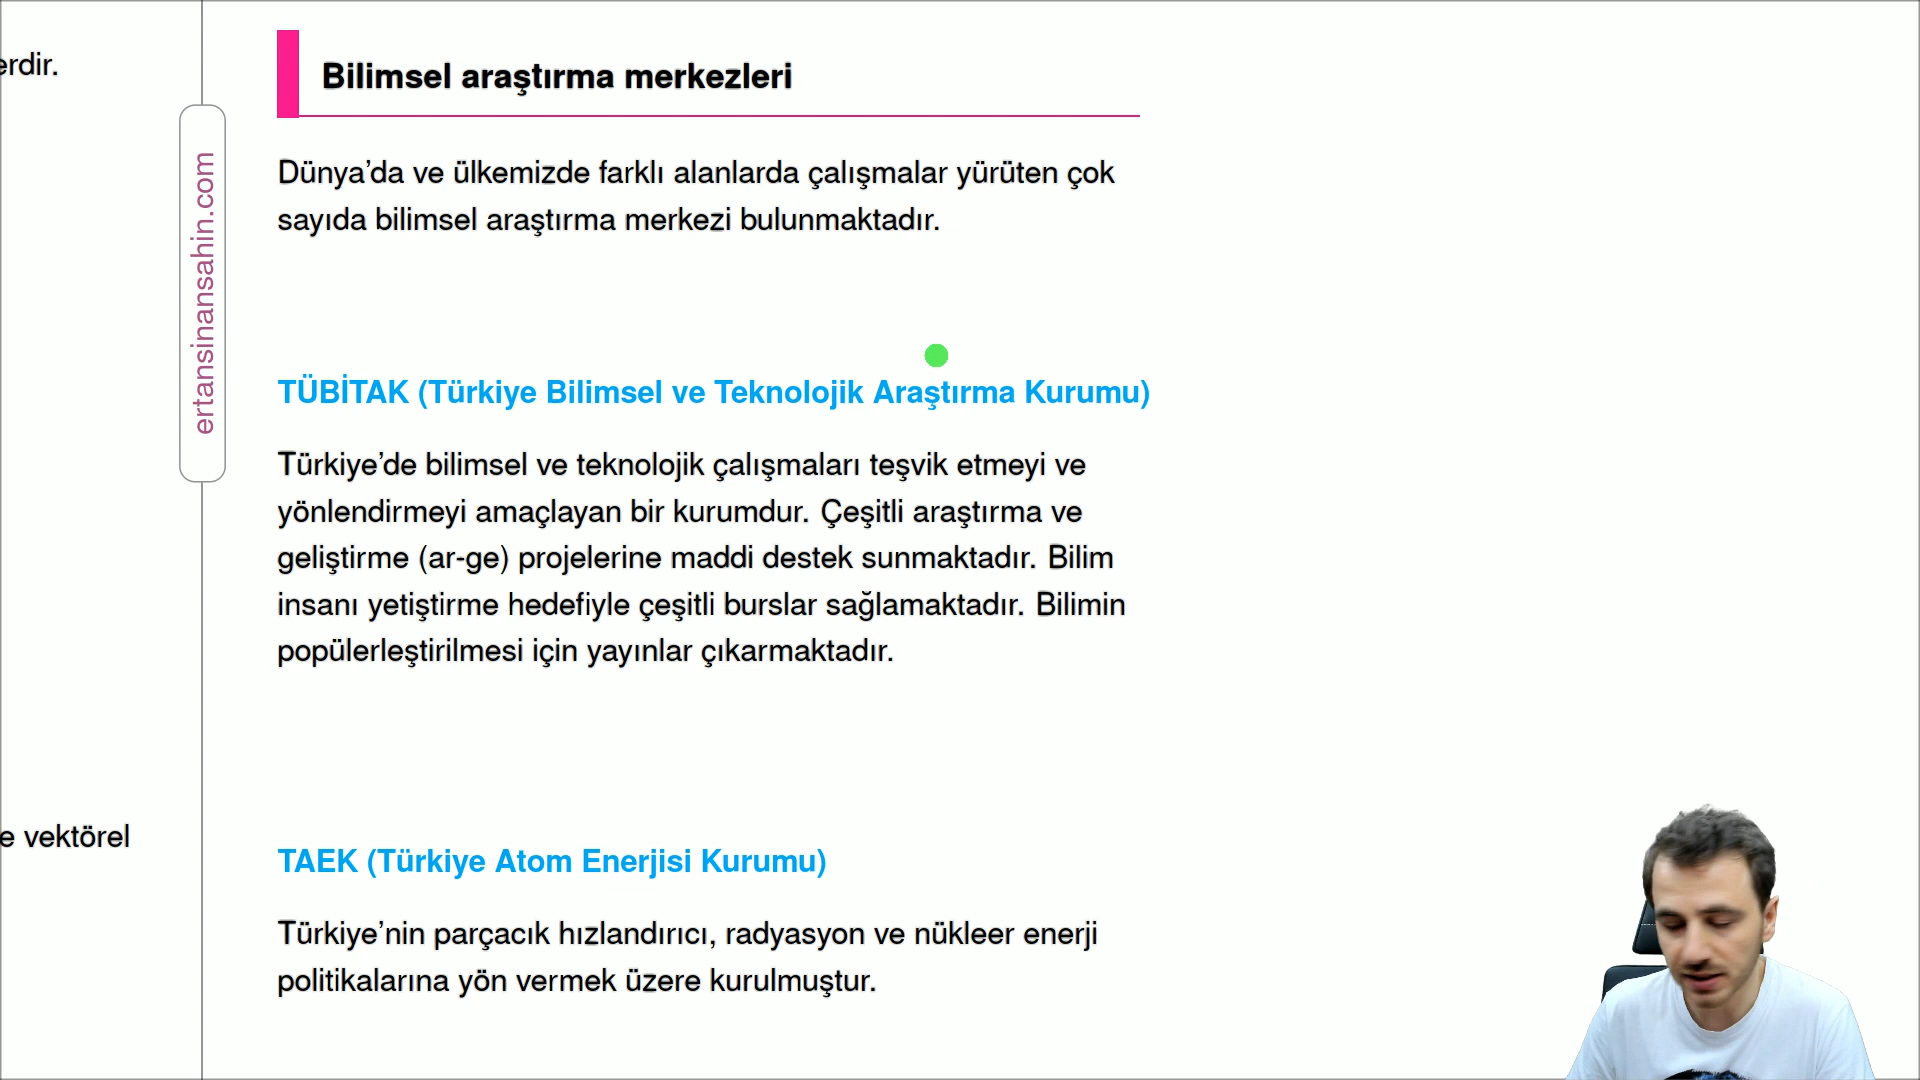 erdir.
e vektörel
ertansinansahin.com
Bilimsel araştırma merkezleri
Dünya’da ve ülkemizde farklı alanlarda çalışmalar yürüten çok
sayıda bilimsel araştırma merkezi bulunmaktadır.
TÜBİTAK (Türkiye Bilimsel ve Teknolojik Araştırma Kurumu)
Türkiye’de bilimsel ve teknolojik çalışmaları teşvik etmeyi ve
yönlendirmeyi amaçlayan bir kurumdur. Çeşitli araştırma ve
geliştirme (ar-ge) projelerine maddi destek sunmaktadır. Bilim
insanı yetiştirme hedefiyle çeşitli burslar sağlamaktadır. Bilimin
popülerleştirilmesi için yayınlar çıkarmaktadır.
TAEK (Türkiye Atom Enerjisi Kurumu)
Türkiye’nin parçacık hızlandırıcı, radyasyon ve nükleer enerji
politikalarına yön vermek üzere kurulmuştur.